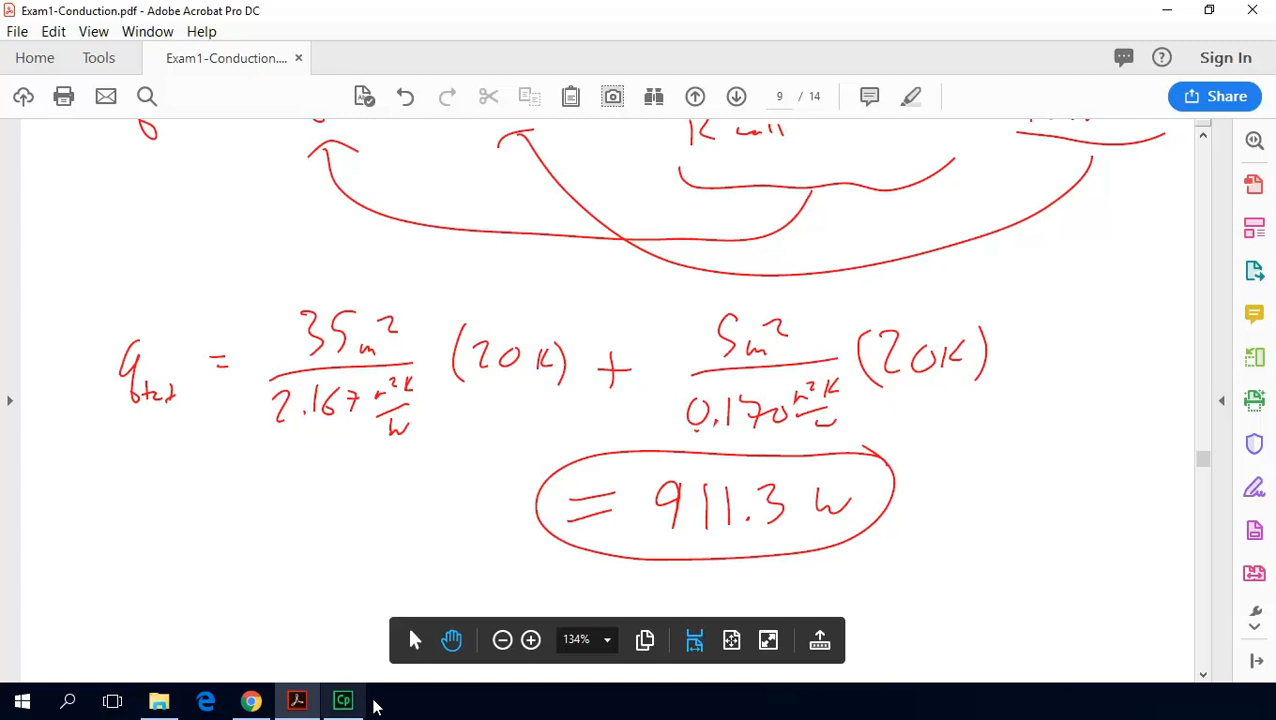 Exam1-Conduction.pdf - Adobe Acrobat Pro DC
File Edit View Window Help
Home Tools Exam1-Conduction.... × Sign In
9 / 14 Share
q_tot = 35 m² / 2.167 m²K/W (20 K) + 5 m² / 0.170 m²K/W (20 K)
= 911.3 W
134%
Cp